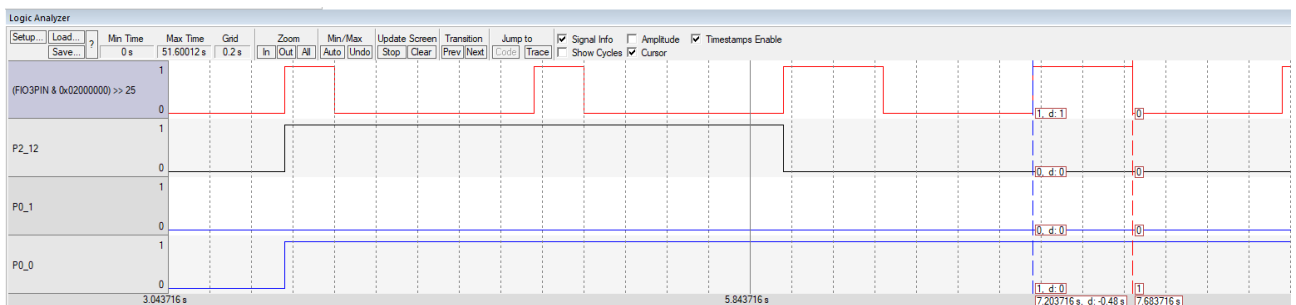 Logic Analyzer
Setup... Load... ? Min Time Max Time Grid Zoom Min/Max Update Screen Transition Jump to Signal Info Amplitude Timestamps Enable
Save... 0 s 51.60012 s 0.2 s In Out All Auto Undo Stop Clear Prev Next Code Trace Show Cycles Cursor
1
(FIO3PIN & 0x02000000) >> 25
0 1, d: 1 0
1
P2_12
0 0, d: 0 0
1
P0_1
0 0, d: 0 0
1
P0_0
0 1, d: 0 1
3.043716 s 5.843716 s 7.203716 s, d: -0.48 s 7.683716 s